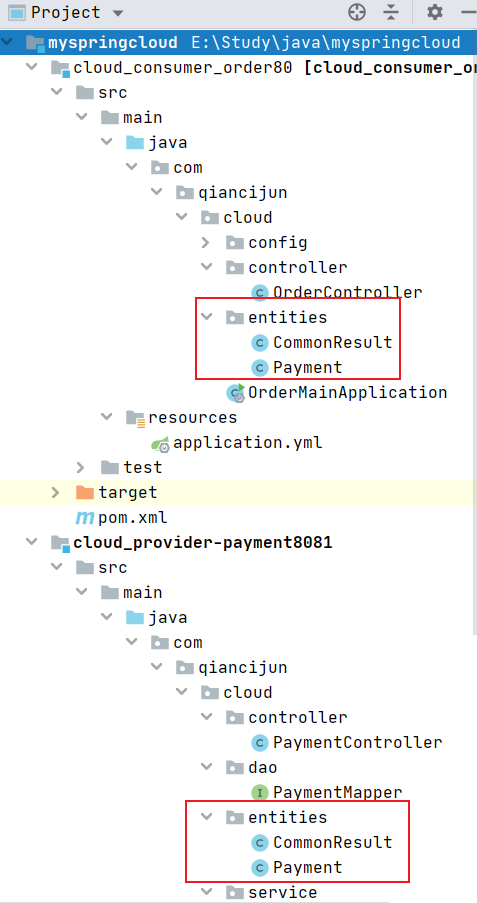 Project
myspringcloud E:\Study\java\myspringcloud
cloud_consumer_order80 [cloud_consumer_or
src
main
java
com
qiancijun
cloud
config
controller
OrderController
entities
CommonResult
Payment
OrderMainApplication
resources
application.yml
test
target
pom.xml
cloud_provider-payment8081
src
main
java
com
qiancijun
cloud
controller
PaymentController
dao
PaymentMapper
entities
CommonResult
Payment
service